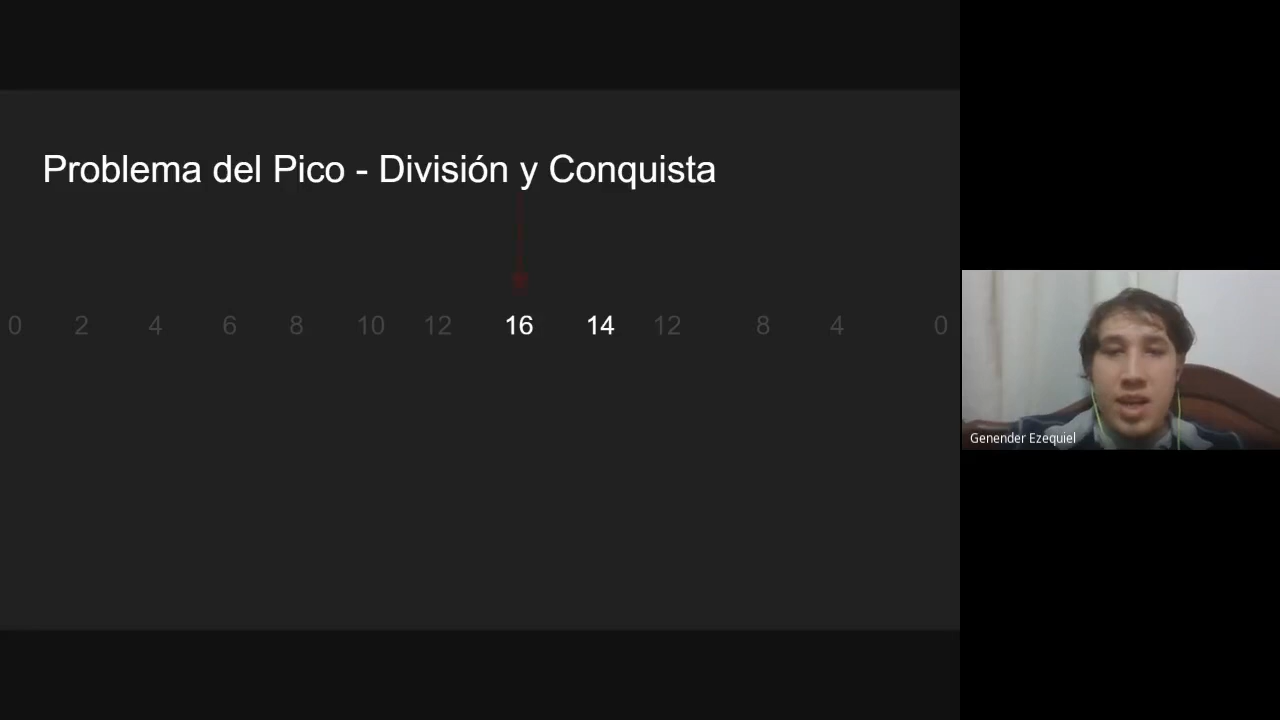 Problema del Pico - División y Conquista
0 2 4 6 8 10 12 16 14 12 8 4 0
Genender Ezequiel